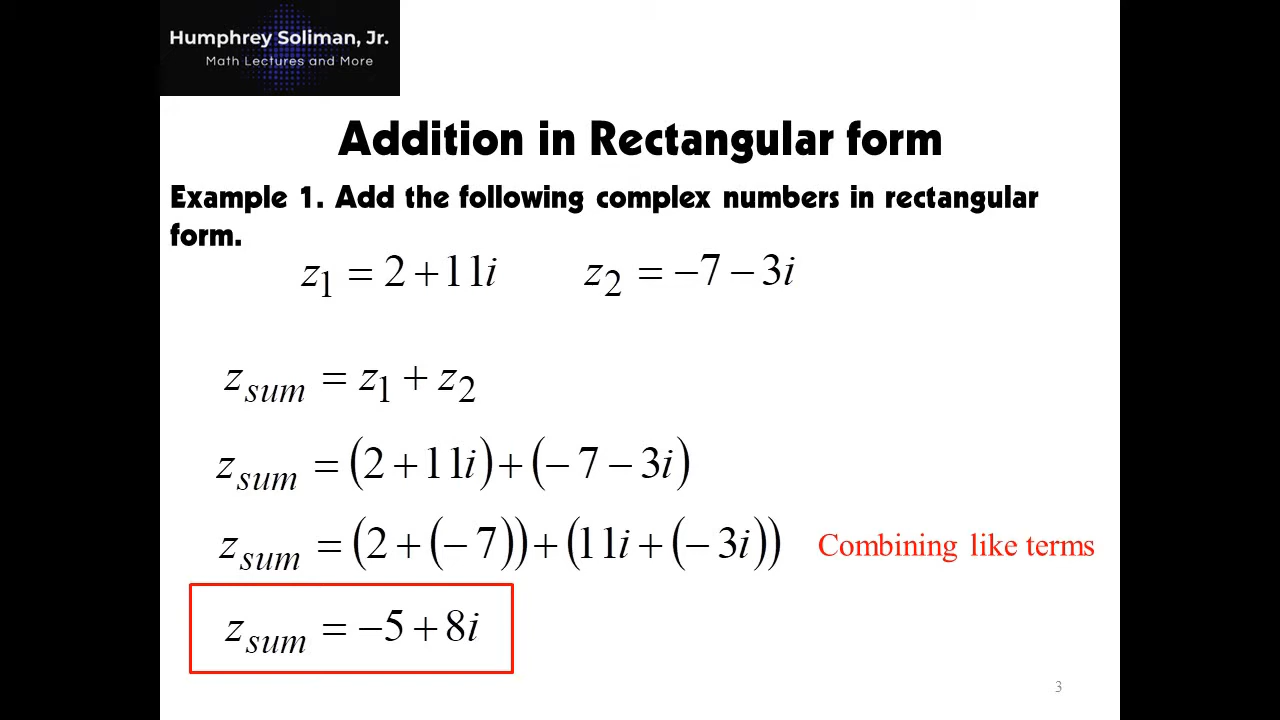 Humphrey Soliman, Jr.
Math Lectures and More
Addition in Rectangular form
Example 1. Add the following complex numbers in rectangular
form.
z₁ = 2 + 11i z₂ = −7 − 3i
z_sum = z₁ + z₂
z_sum = (2 + 11i) + (− 7 − 3i)
z_sum = (2 + (− 7)) + (11i + (− 3i)) Combining like terms
z_sum = −5 + 8i
3